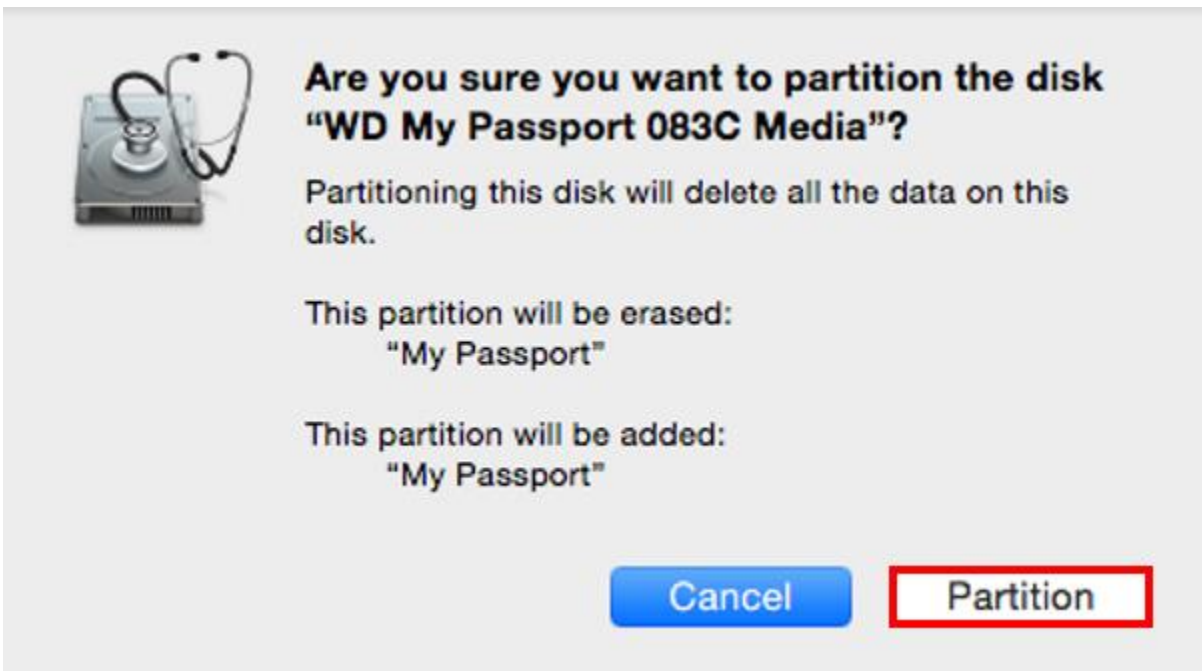 Are you sure you want to partition the disk
“WD My Passport 083C Media”?
Partitioning this disk will delete all the data on this
disk.
This partition will be erased:
“My Passport”
This partition will be added:
“My Passport”
Cancel
Partition